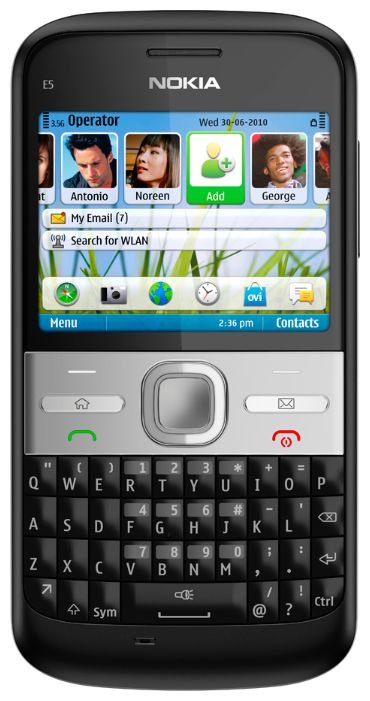 E5 NOKIA
3.5G Operator Wed 30-06-2010
t Antonio Noreen Add George A
My Email (7)
Search for WLAN
ovi
Menu 2:36 pm Contacts
Q " W ( E ) R 1 T 2 Y 3 U * I + O = P
A S D F 4 G 5 H 6 J # K - L '
Z X C V 7 B 8 N 9 M 0 , ; . :
Sym @ / ? ! Ctrl